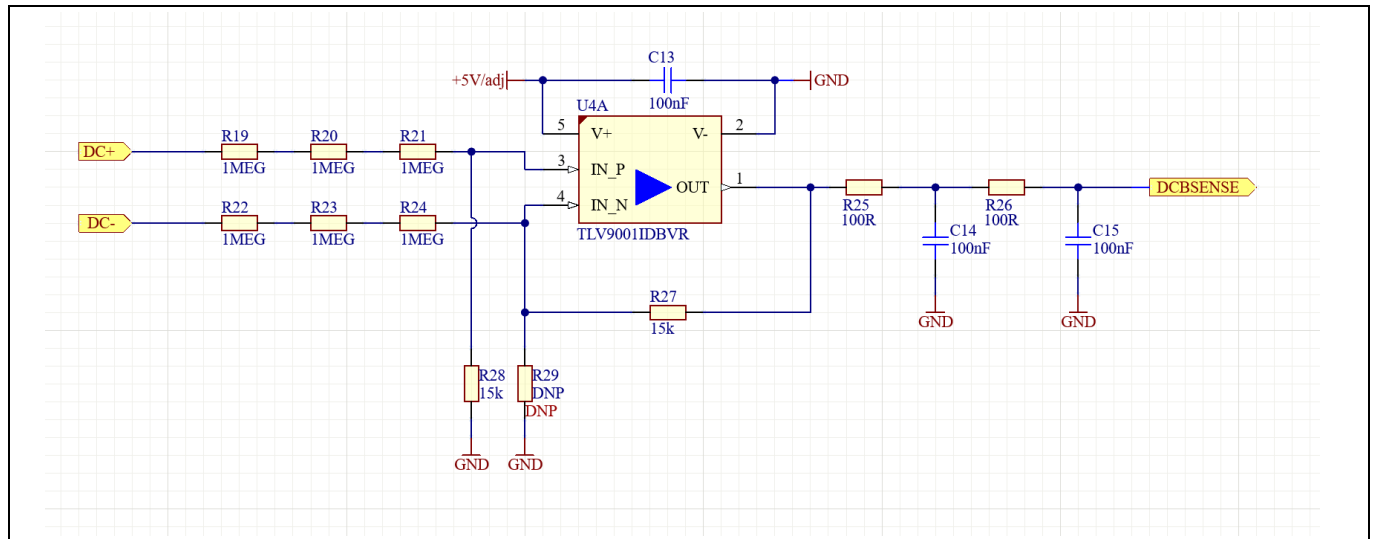 C13
+5V/adj
GND
100nF
U4A
5
V+
V-
2
DC+
R19
R20
R21
1MEG
1MEG
1MEG
3
IN_P
OUT
1
4
IN_N
DC-
R22
R23
R24
1MEG
1MEG
1MEG
TLV9001IDBVR
R25
100R
R26
100R
DCBSENSE
C14
100nF
C15
100nF
GND
GND
R27
15k
R28
15k
R29
DNP
DNP
GND
GND